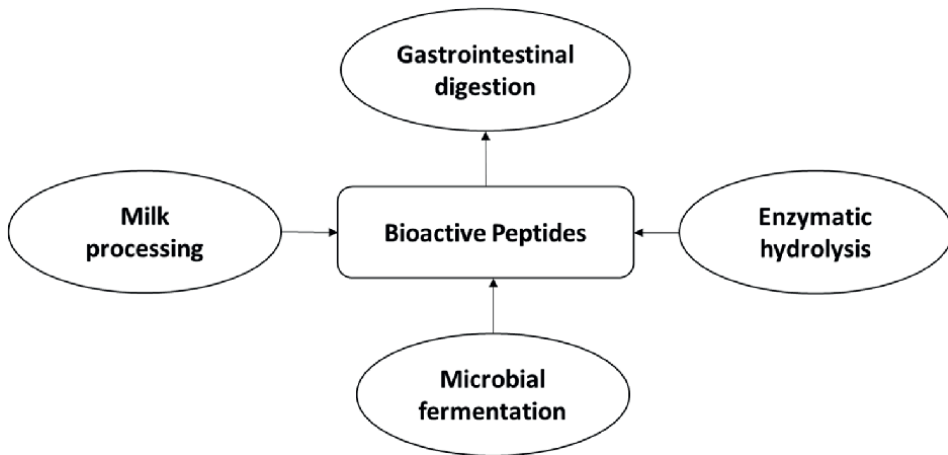 Gastrointestinal
digestion
Milk
processing
Bioactive Peptides
Enzymatic
hydrolysis
Microbial
fermentation